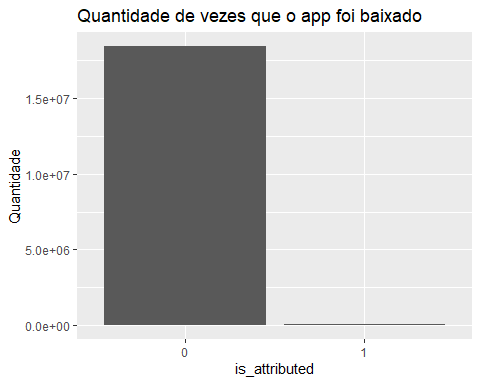 Quantidade de vezes que o app foi baixado
Quantidade
1.5e+07
1.0e+07
5.0e+06
0.0e+00
0
1
is_attributed